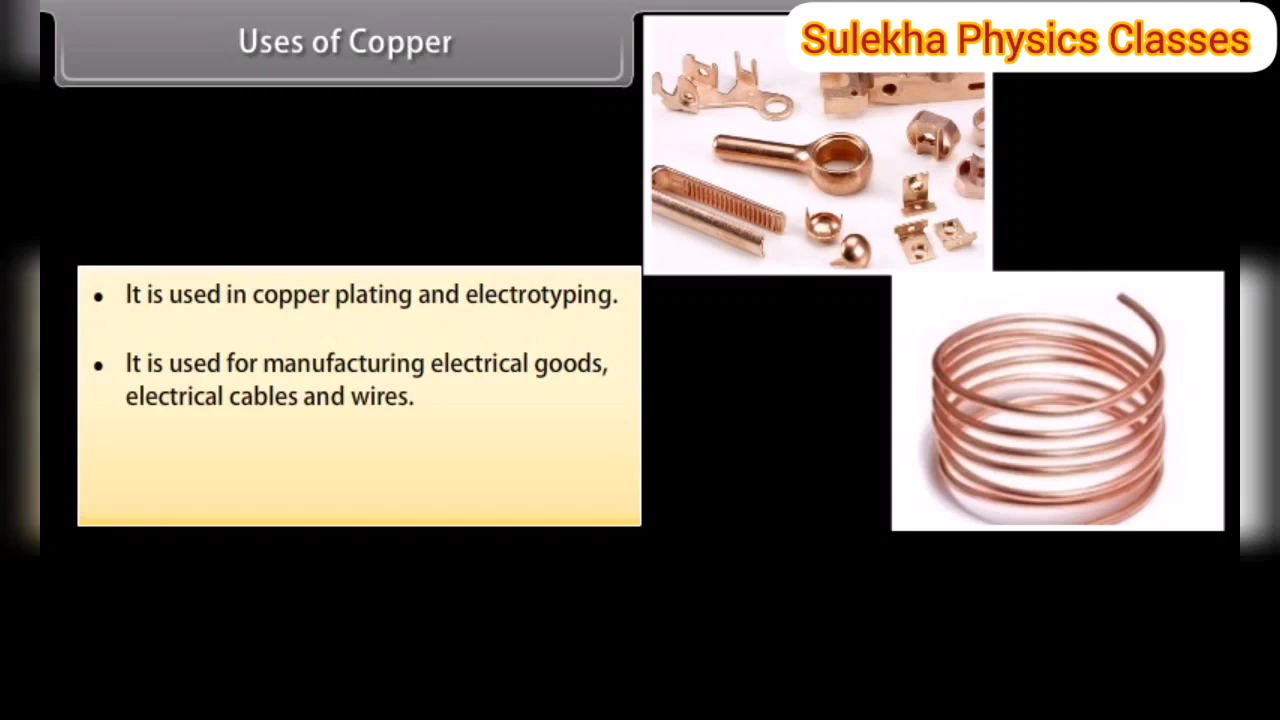 Uses of Copper
Sulekha Physics Classes
• It is used in copper plating and electrotyping.
• It is used for manufacturing electrical goods,
electrical cables and wires.